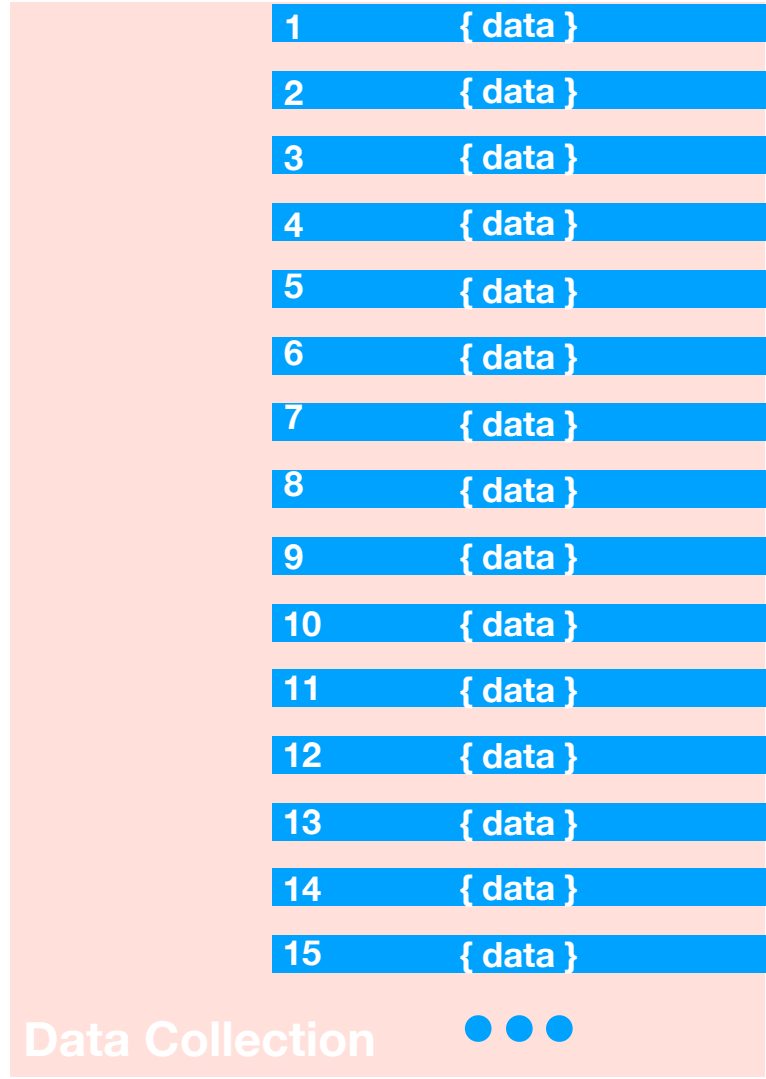 1 { data }
2 { data }
3 { data }
4 { data }
5 { data }
6 { data }
7 { data }
8 { data }
9 { data }
10 { data }
11 { data }
12 { data }
13 { data }
14 { data }
15 { data }
Data Collection